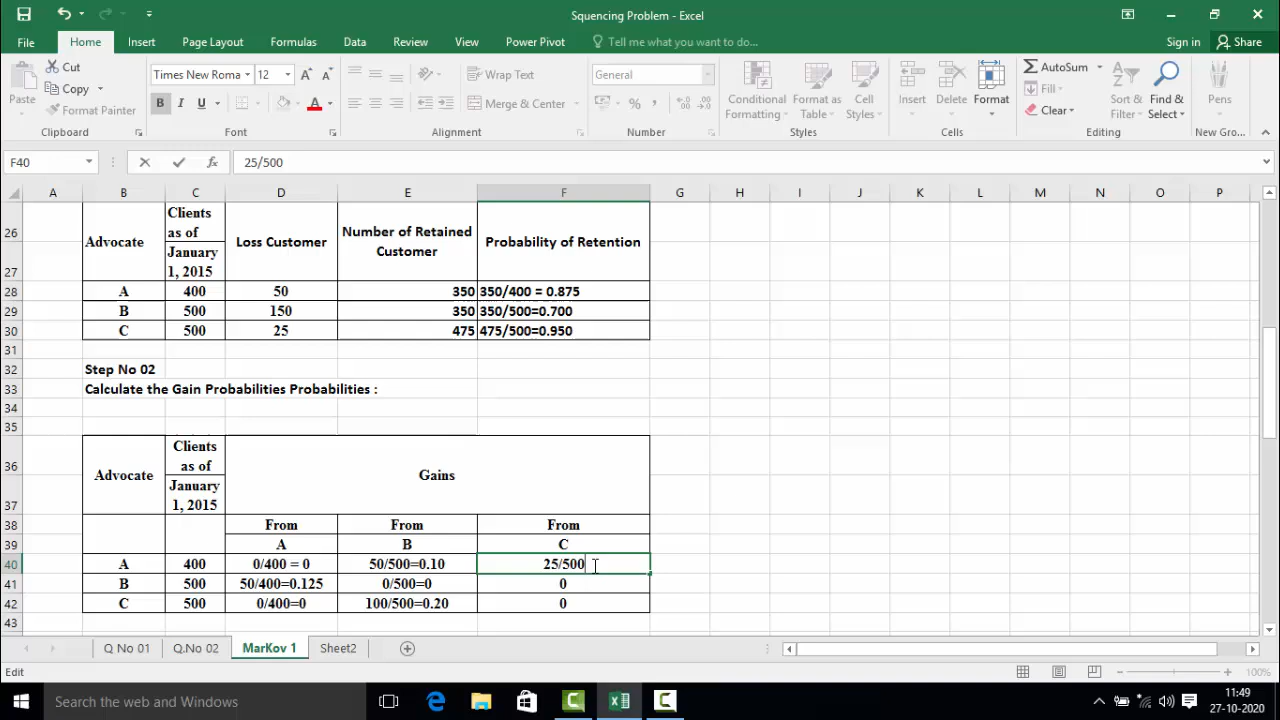 Squencing Problem - Excel
File Home Insert Page Layout Formulas Data Review View Power Pivot Tell me what you want to do... Sign in Share
Paste Cut Copy Format Painter Clipboard
Times New Roma 12 A A B I U A Font
Wrap Text Merge & Center Alignment
General % , Number
Conditional Formatting Format as Table Cell Styles Styles
Insert Delete Format Cells
AutoSum Fill Clear Sort & Filter Find & Select Editing
Pens New Gro...
F40 fx 25/500
A B C D E F G H I J K L M N O P
26 Advocate Clients as of Loss Customer Number of Retained Customer Probability of Retention
27 January 1, 2015
28 A 400 50 350 350/400 = 0.875
29 B 500 150 350 350/500=0.700
30 C 500 25 475 475/500=0.950
31
32 Step No 02
33 Calculate the Gain Probabilities Probabilities :
34
35
36 Advocate Clients as of Gains
37 January 1, 2015
38 From From From
39 A B C
40 A 400 0/400 = 0 50/500=0.10 25/500
41 B 500 50/400=0.125 0/500=0 0
42 C 500 0/400=0 100/500=0.20 0
43
Q No 01 Q.No 02 MarKov 1 Sheet2
Edit 100%
Search the web and Windows 11:49
27-10-2020